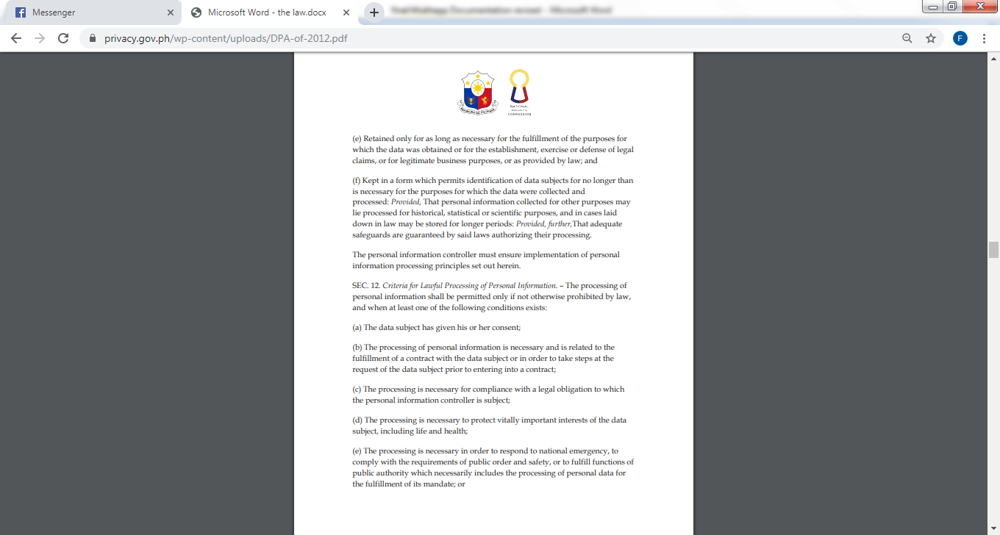 Messenger
Microsoft Word - the law.docx
final Walkapp Documentation revised - Microsoft Word
privacy.gov.ph/wp-content/uploads/DPA-of-2012.pdf
F
NATIONAL
PRIVACY
COMMISSION
(e) Retained only for as long as necessary for the fulfillment of the purposes for
which the data was obtained or for the establishment, exercise or defense of legal
claims, or for legitimate business purposes, or as provided by law; and
(f) Kept in a form which permits identification of data subjects for no longer than
is necessary for the purposes for which the data were collected and
processed: Provided, That personal information collected for other purposes may
lie processed for historical, statistical or scientific purposes, and in cases laid
down in law may be stored for longer periods: Provided, further,That adequate
safeguards are guaranteed by said laws authorizing their processing.
The personal information controller must ensure implementation of personal
information processing principles set out herein.
SEC. 12. Criteria for Lawful Processing of Personal Information. – The processing of
personal information shall be permitted only if not otherwise prohibited by law,
and when at least one of the following conditions exists:
(a) The data subject has given his or her consent;
(b) The processing of personal information is necessary and is related to the
fulfillment of a contract with the data subject or in order to take steps at the
request of the data subject prior to entering into a contract;
(c) The processing is necessary for compliance with a legal obligation to which
the personal information controller is subject;
(d) The processing is necessary to protect vitally important interests of the data
subject, including life and health;
(e) The processing is necessary in order to respond to national emergency, to
comply with the requirements of public order and safety, or to fulfill functions of
public authority which necessarily includes the processing of personal data for
the fulfillment of its mandate; or